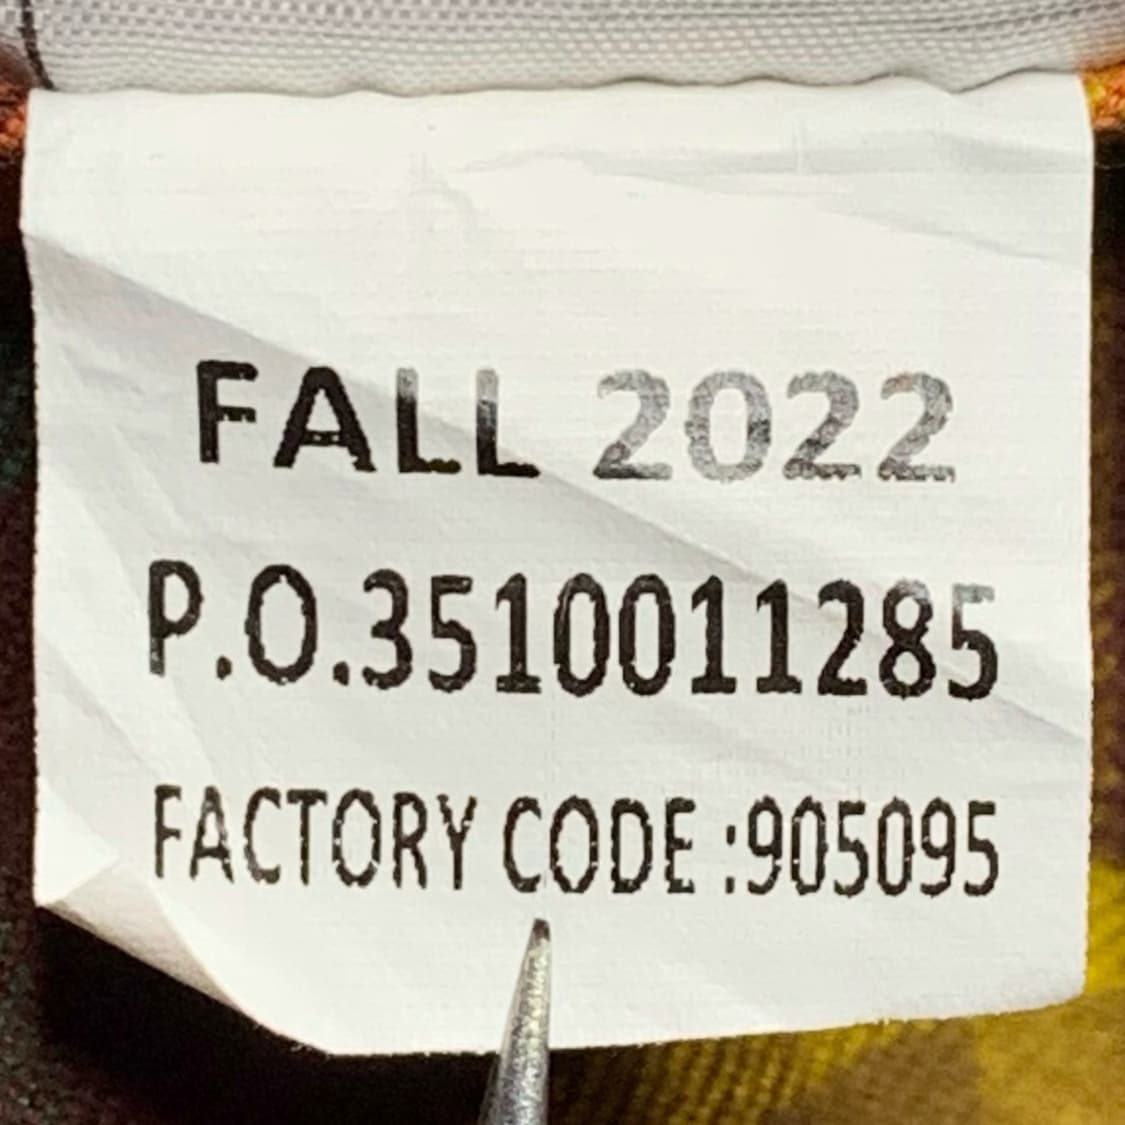 FALL 2022
P.O.3510011285
FACTORY CODE :905095